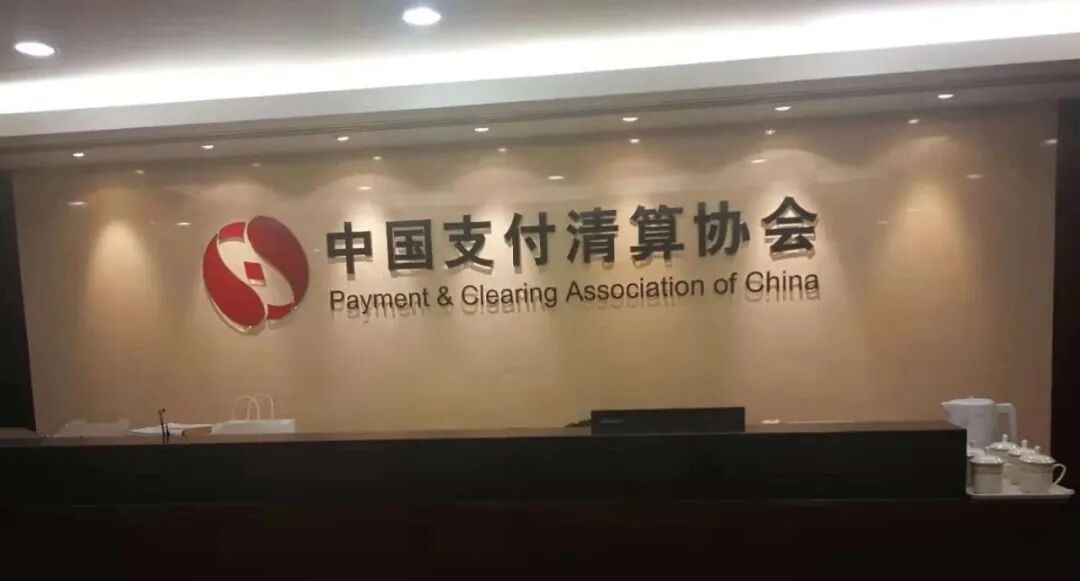 中国支付清算协会
Payment & Clearing Association of China